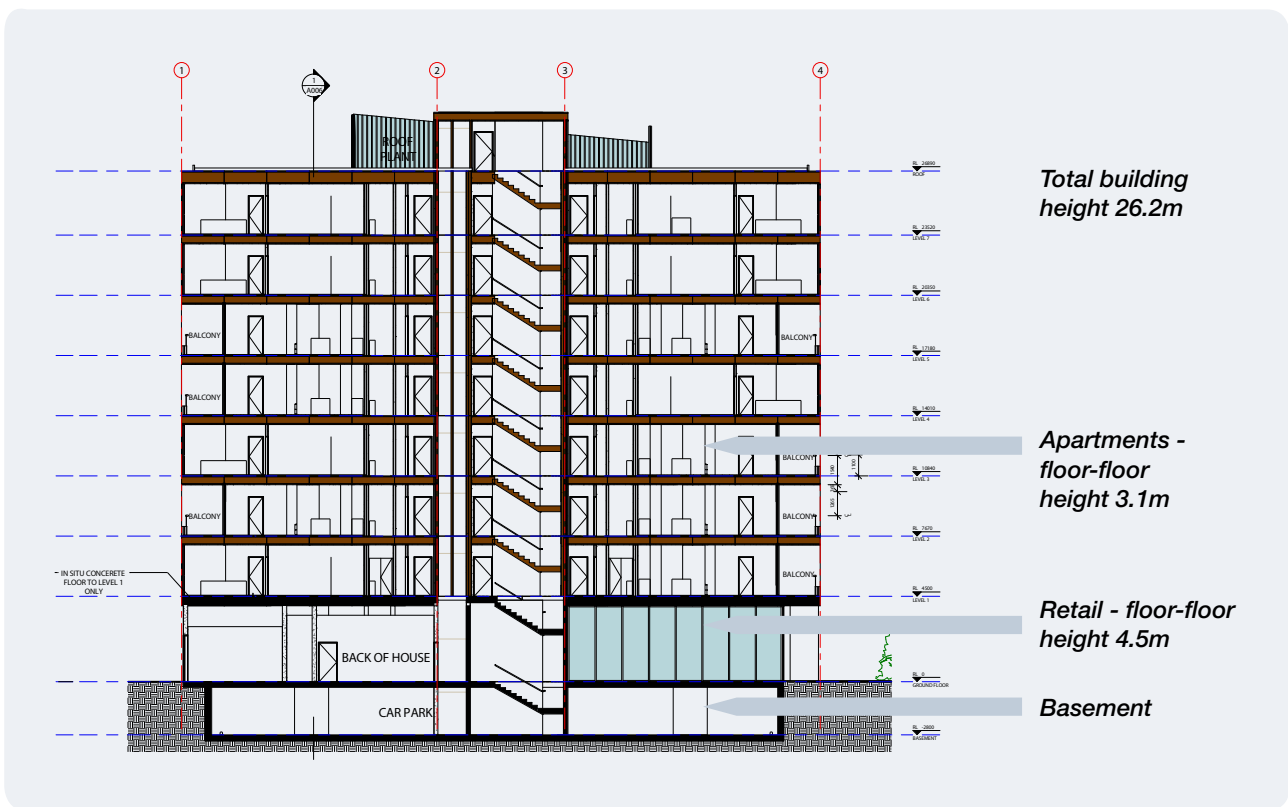 1
2
3
4
1
A006
ROOF
PLANT
RL 26890
ROOF
Total building
height 26.2m
RL 23520
LEVEL 7
RL 20350
LEVEL 6
BALCONY
BALCONY
RL 17180
LEVEL 5
BALCONY
RL 14010
LEVEL 4
Apartments -
floor-floor
height 3.1m
BALCONY
1590
1100
RL 10840
LEVEL 3
1265
BALCONY
BALCONY
RL 7670
LEVEL 2
IN SITU CONCRETE
FLOOR TO LEVEL 1
ONLY
BALCONY
RL 4500
LEVEL 1
Retail - floor-floor
height 4.5m
BACK OF HOUSE
RL 0
GROUND FLOOR
CAR PARK
Basement
RL -2800
BASEMENT